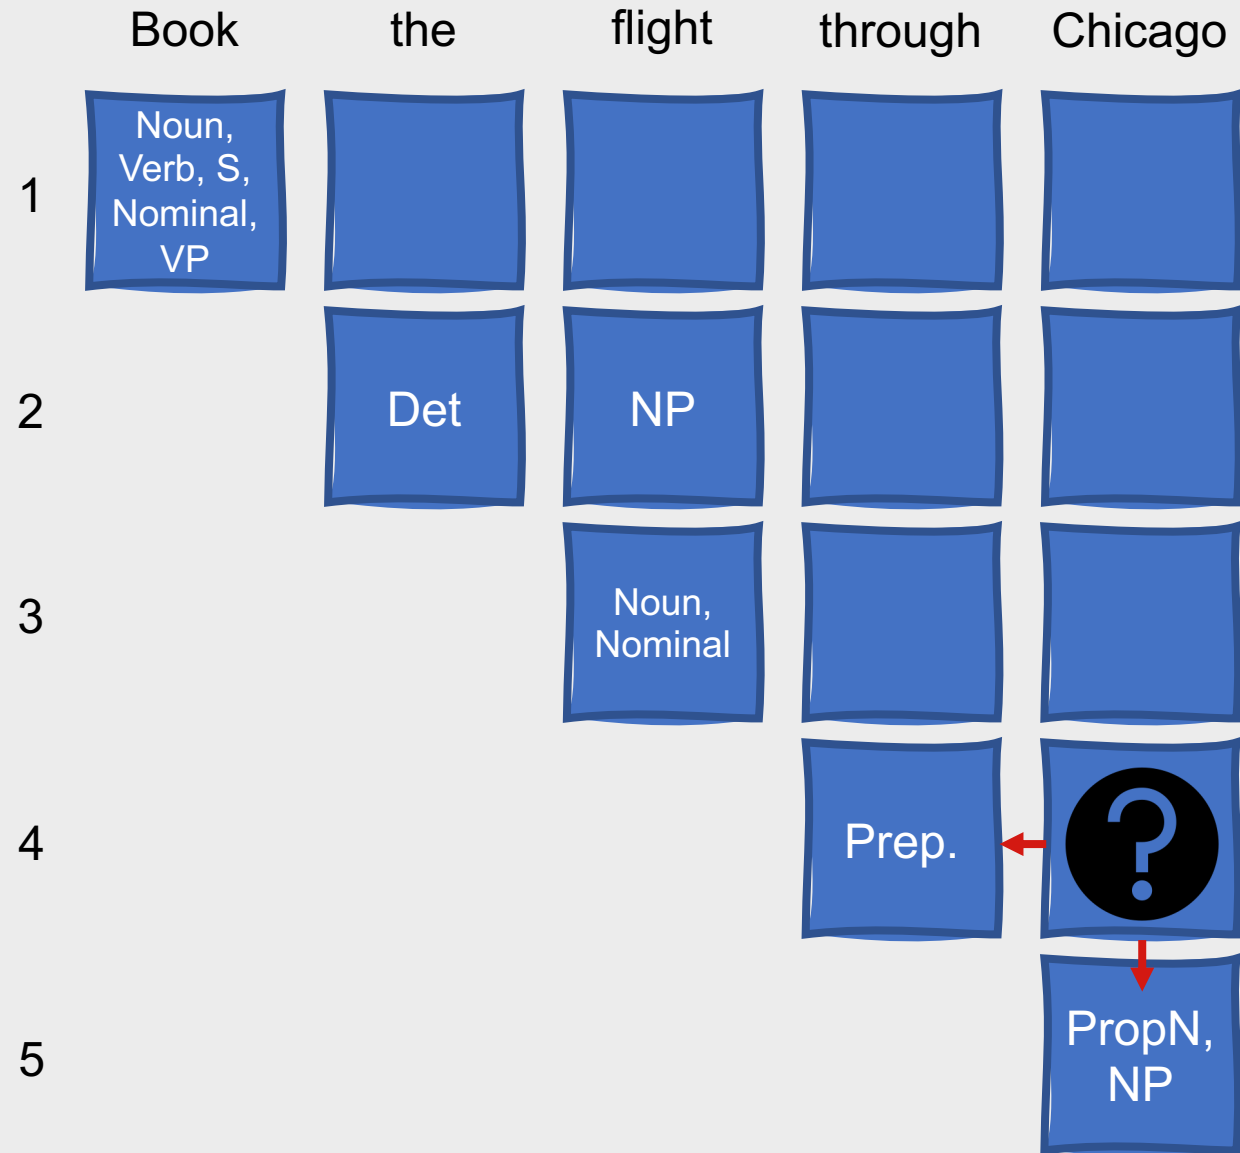 Book the flight through Chicago
1
Noun,
Verb, S,
Nominal,
VP
2
Det
NP
3
Noun,
Nominal
4
Prep.
?
5
PropN,
NP